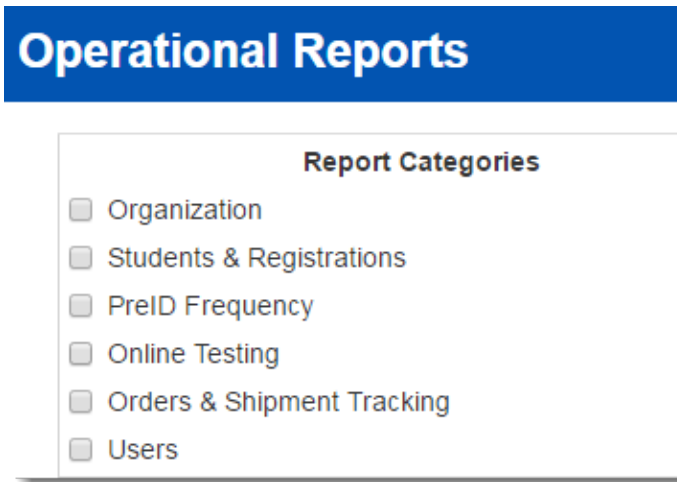 Operational Reports
Report Categories
Organization
Students & Registrations
PreID Frequency
Online Testing
Orders & Shipment Tracking
Users